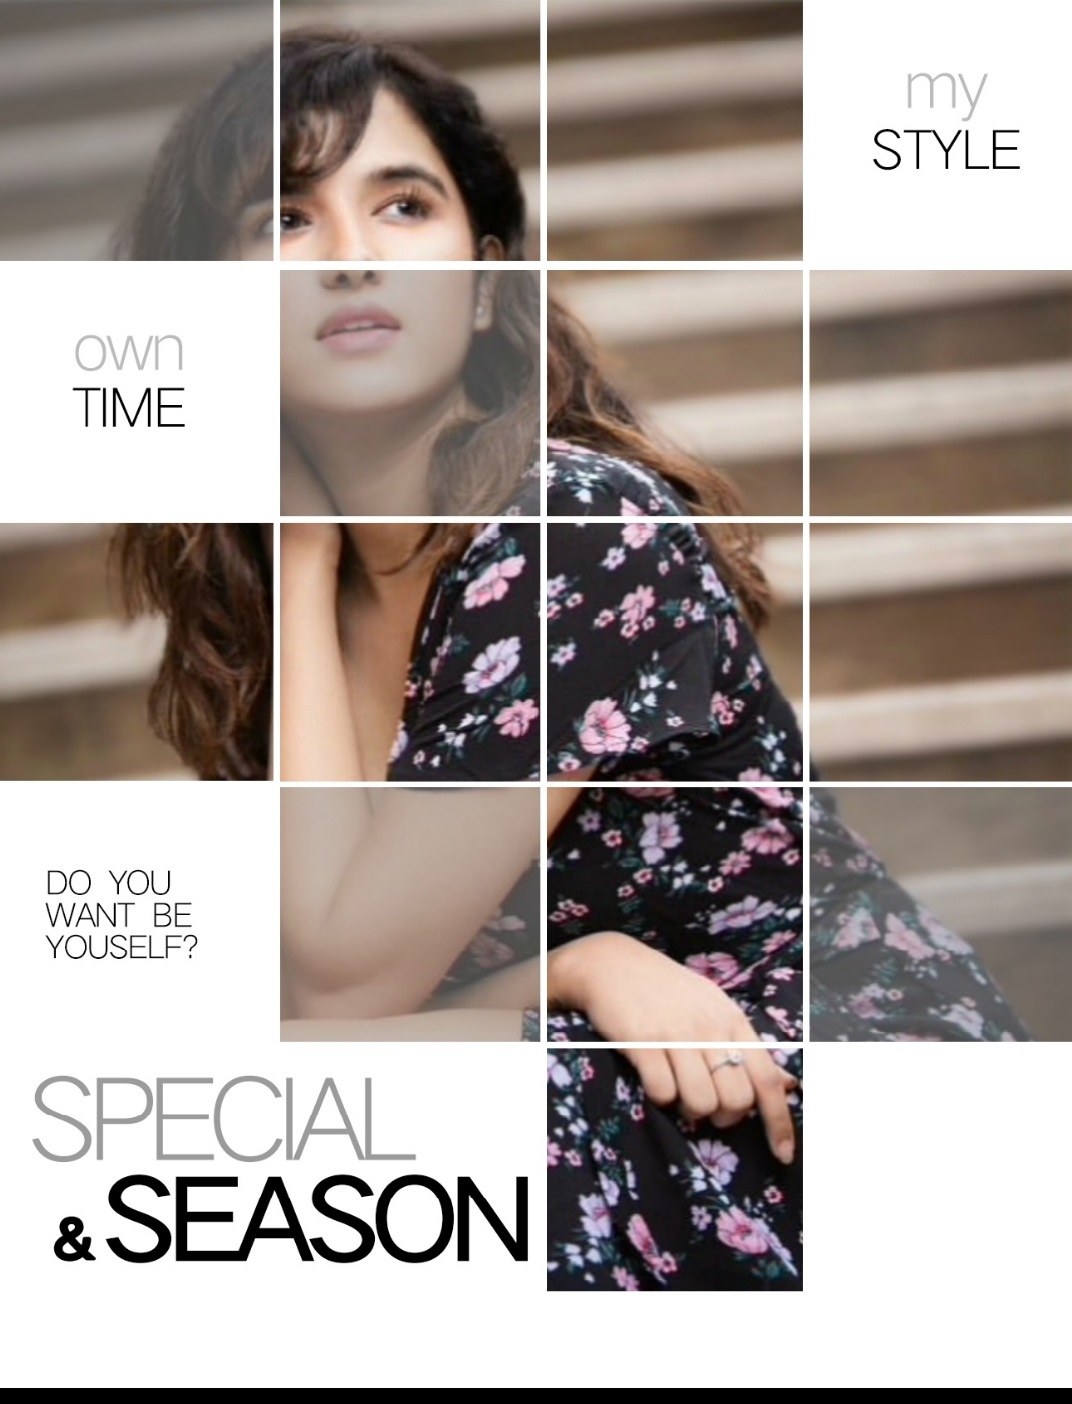 my
STYLE
own
TIME
DO YOU
WANT BE
YOUSELF?
SPECIAL
& SEASON